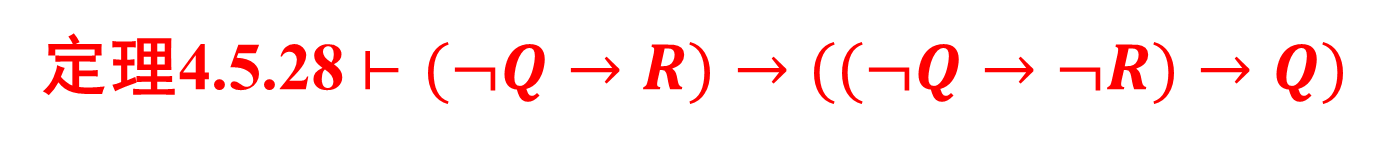 定理4.5.28 ⊢ (¬Q → R) → ((¬Q → ¬R) → Q)